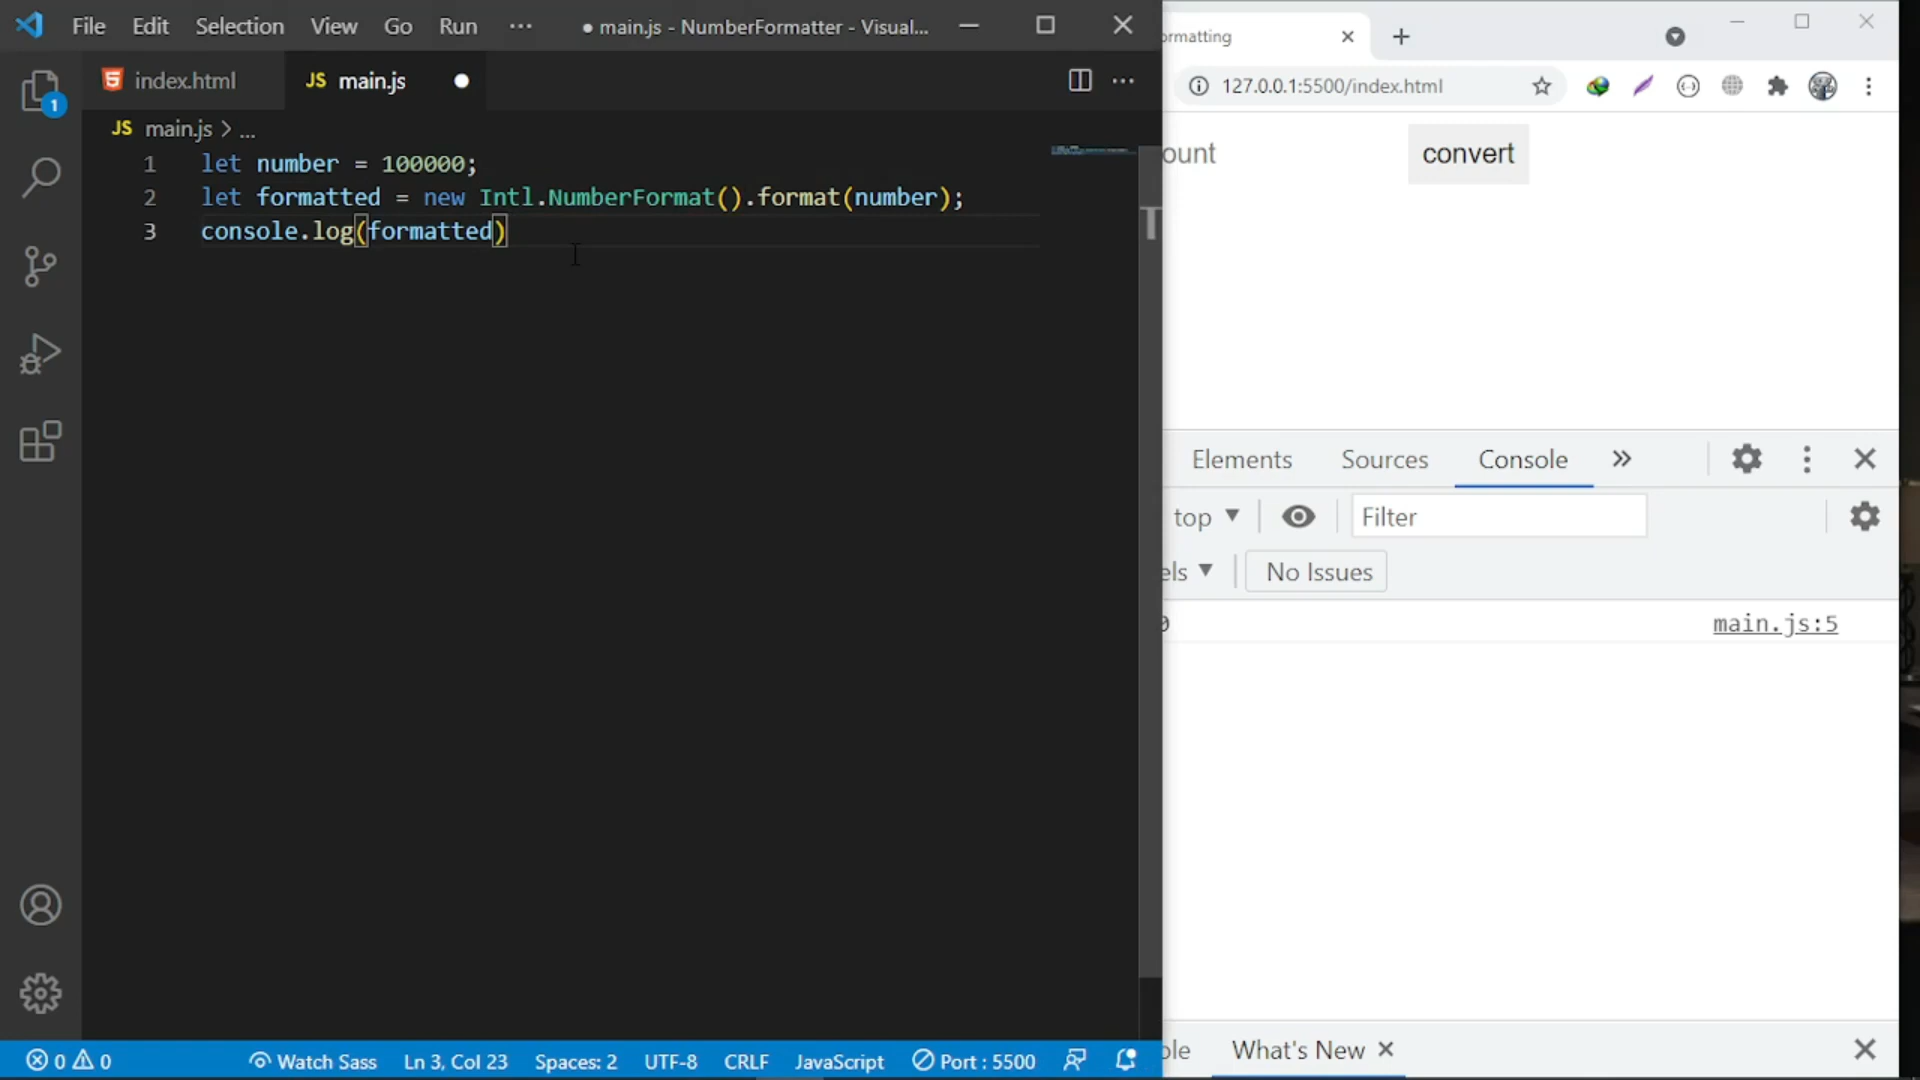 File Edit Selection View Go Run ··· ● main.js - NumberFormatter - Visual...
index.html JS main.js ●
JS main.js > ...
1 let number = 100000;
2 let formatted = new Intl.NumberFormat().format(number);
3 console.log(formatted)
0 0 Watch Sass Ln 3, Col 23 Spaces: 2 UTF-8 CRLF JavaScript Port : 5500
ormatting
127.0.0.1:5500/index.html
ount convert
T
Elements Sources Console »
top Filter
els No Issues
0 main.js:5
ole What's New